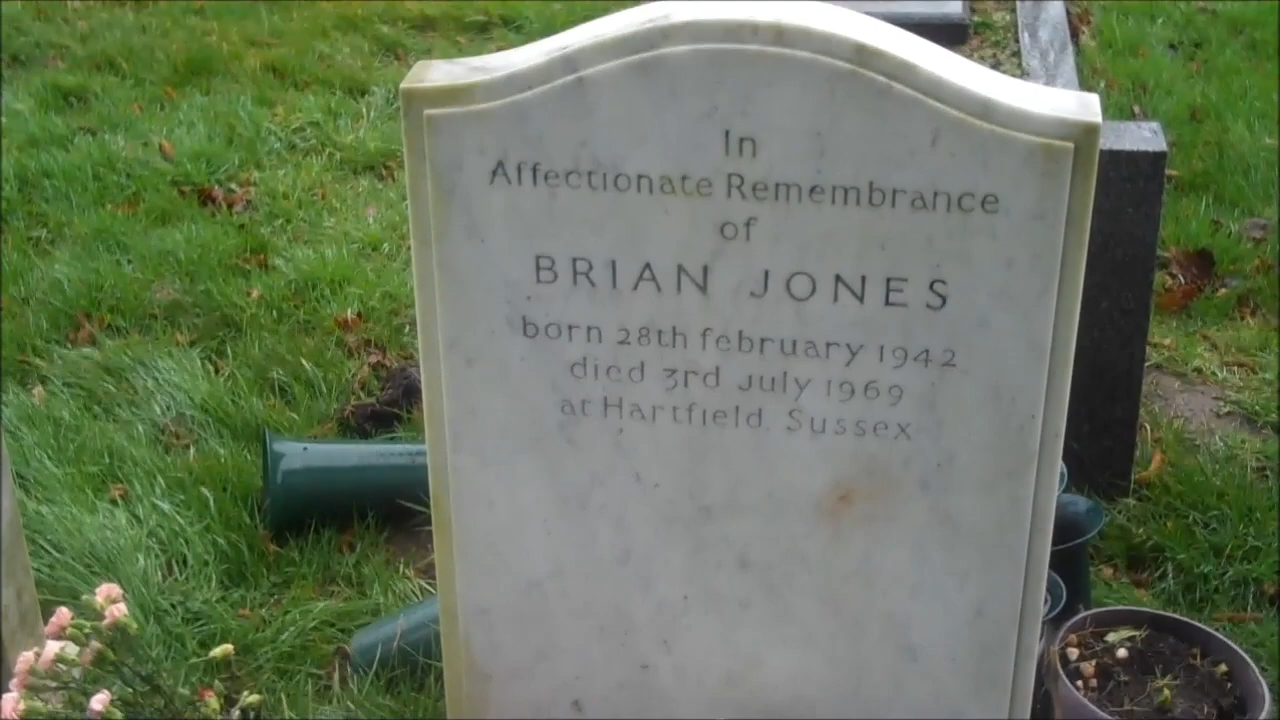 In
Affectionate Remembrance
of
BRIAN JONES
born 28th february 1942
died 3rd July 1969
at Hartfield, Sussex